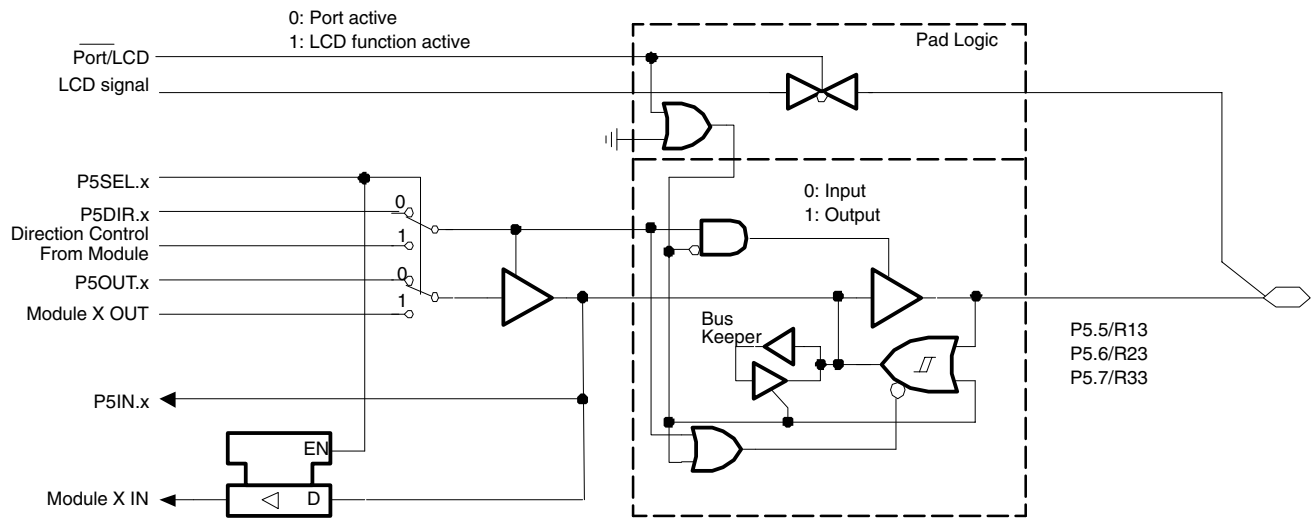 0: Port active
1: LCD function active
Pad Logic
Port/LCD
LCD signal
P5SEL.x
P5DIR.x
0
Direction Control
From Module
1
0: Input
1: Output
P5OUT.x
0
Module X OUT
1
Bus
Keeper
P5.5/R13
P5.6/R23
P5.7/R33
P5IN.x
EN
Module X IN
D